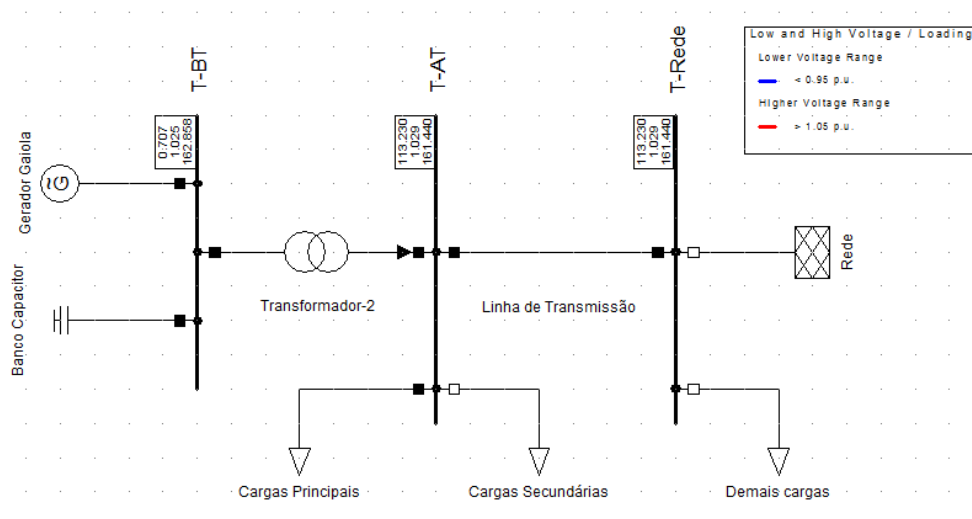 Low and High Voltage / Loading
Lower Voltage Range
< 0.95 p.u.
Higher Voltage Range
> 1.05 p.u.
T-BT
T-AT
T-Rede
0.707
1.025
162.858
113.230
1.029
161.440
113.230
1.029
161.440
Gerador Gaiola
G~
Rede
Transformador-2
Linha de Transmissão
Banco Capacitor
Cargas Principais
Cargas Secundárias
Demais cargas